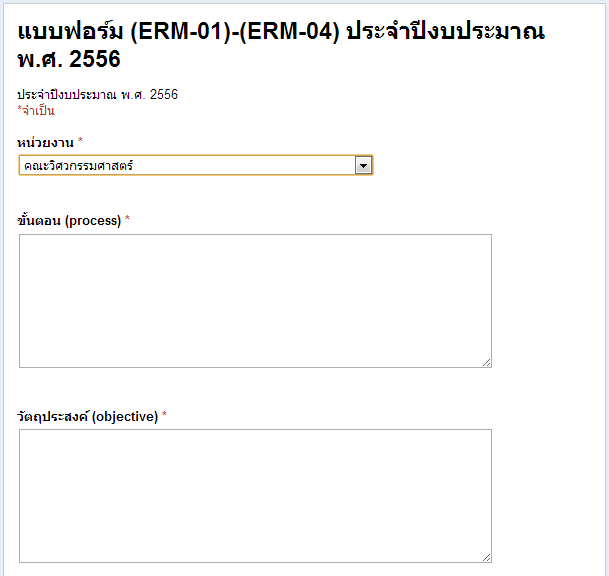 แบบฟอร์ม (ERM-01)-(ERM-04) ประจำปีงบประมาณ
พ.ศ. 2556
ประจำปีงบประมาณ พ.ศ. 2556
*จำเป็น
หน่วยงาน *
คณะวิศวกรรมศาสตร์
ขั้นตอน (process) *
วัตถุประสงค์ (objective) *